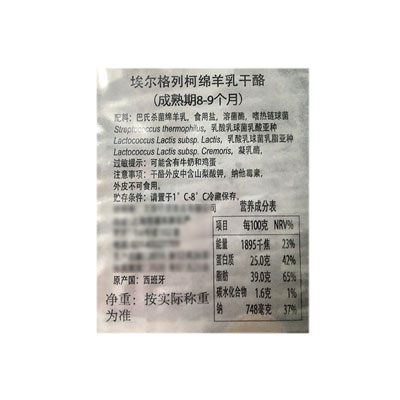 埃尔格列柯绵羊乳干酪
(成熟期8-9个月)
配料：巴氏杀菌绵羊乳，食用盐，溶菌酶，嗜热链球菌
Streptococcus thermophilus, 乳酸乳球菌乳酸亚种
Lactococcus Lactis subsp. Lactis, 乳酸乳球菌乳脂亚种
Lactococcus Lactis subsp. Cremoris, 凝乳酶。
过敏提示：可能含有牛奶和鸡蛋
注意事项：干酪外皮中含山梨酸钾，纳他霉素，
外皮不可食用。
贮存条件：请置于1°C-8°C冷藏保存。
营养成分表
项目 每100克 NRV%
能量 1895千焦 23%
蛋白质 25.0克 42%
脂肪 39.0克 65%
碳水化合物 1.6克 1%
钠 748毫克 37%
原产国：西班牙
净重：按实际称重
为准